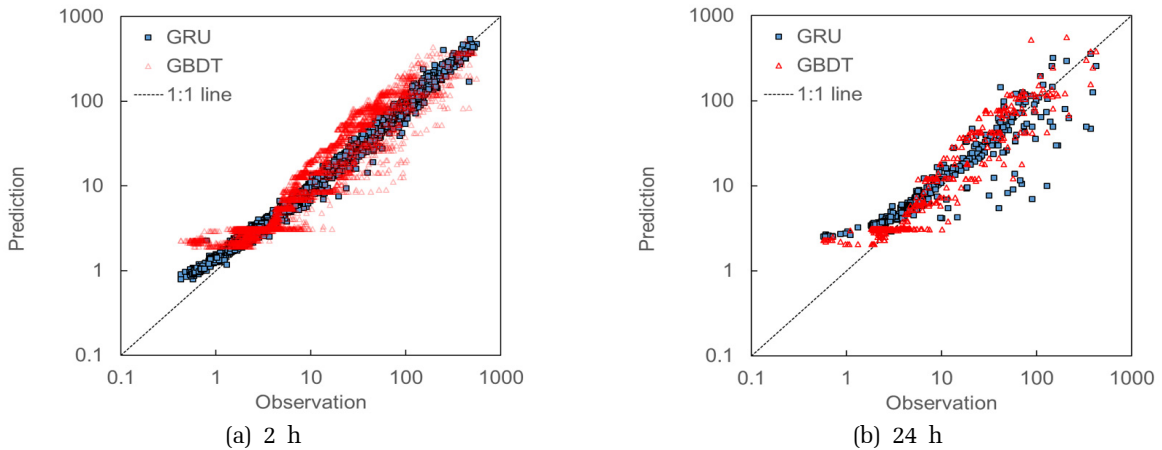 1000
100
10
1
0.1
Prediction
GRU
GBDT
1:1 line
0.1 1 10 100 1000
Observation
(a) 2 h
1000
100
10
1
0.1
Prediction
GRU
GBDT
1:1 line
0.1 1 10 100 1000
Observation
(b) 24 h